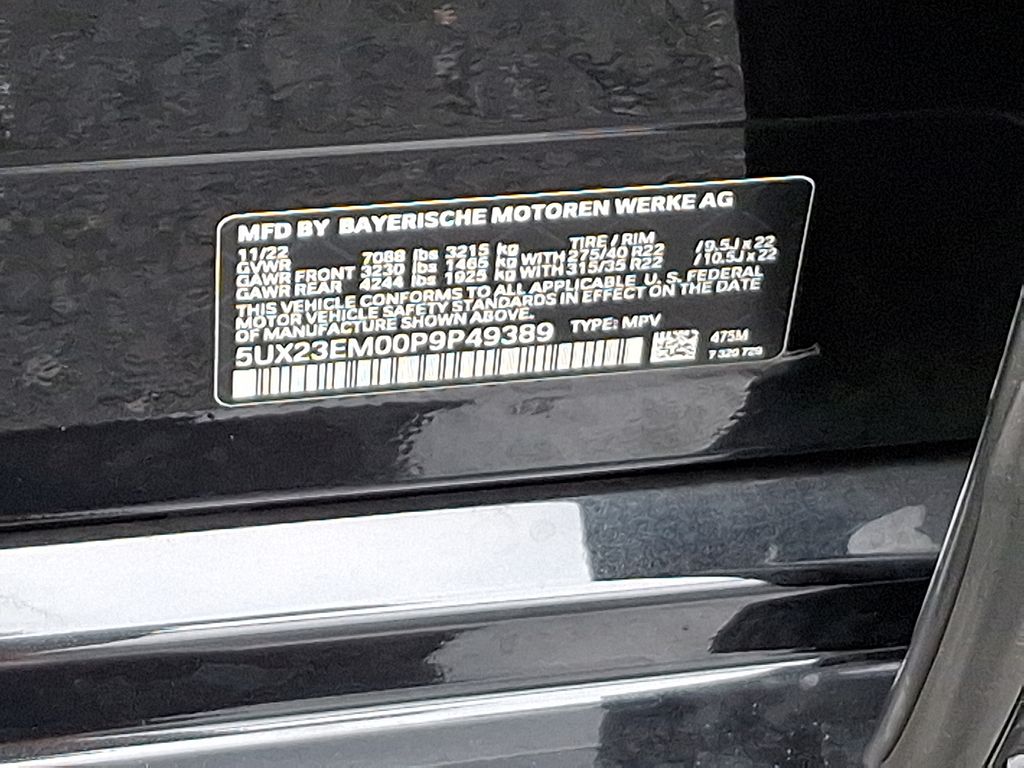 MFD BY BAYERISCHE MOTOREN WERKE AG
11/22 TIRE / RIM
GVWR 7088 lbs 3215 kg
GAWR FRONT 3230 lbs 1465 kg WITH 275/40 R22 /9.5J x 22
GAWR REAR 4244 lbs 1925 kg WITH 315/35 R22 /10.5J x 22
THIS VEHICLE CONFORMS TO ALL APPLICABLE U.S. FEDERAL
MOTOR VEHICLE SAFETY STANDARDS IN EFFECT ON THE DATE
OF MANUFACTURE SHOWN ABOVE.
5UX23EM00P9P49389 TYPE: MPV
475M